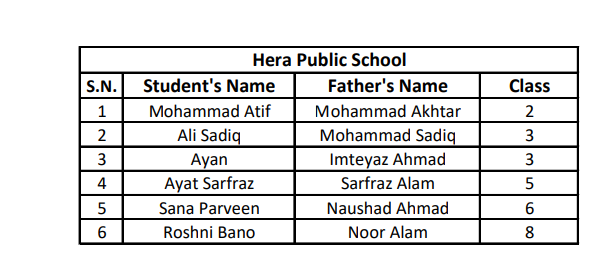 Hera Public School
S.N. Student's Name Father's Name Class
1 Mohammad Atif Mohammad Akhtar 2
2 Ali Sadiq Mohammad Sadiq 3
3 Ayan Imteyaz Ahmad 3
4 Ayat Sarfraz Sarfraz Alam 5
5 Sana Parveen Naushad Ahmad 6
6 Roshni Bano Noor Alam 8